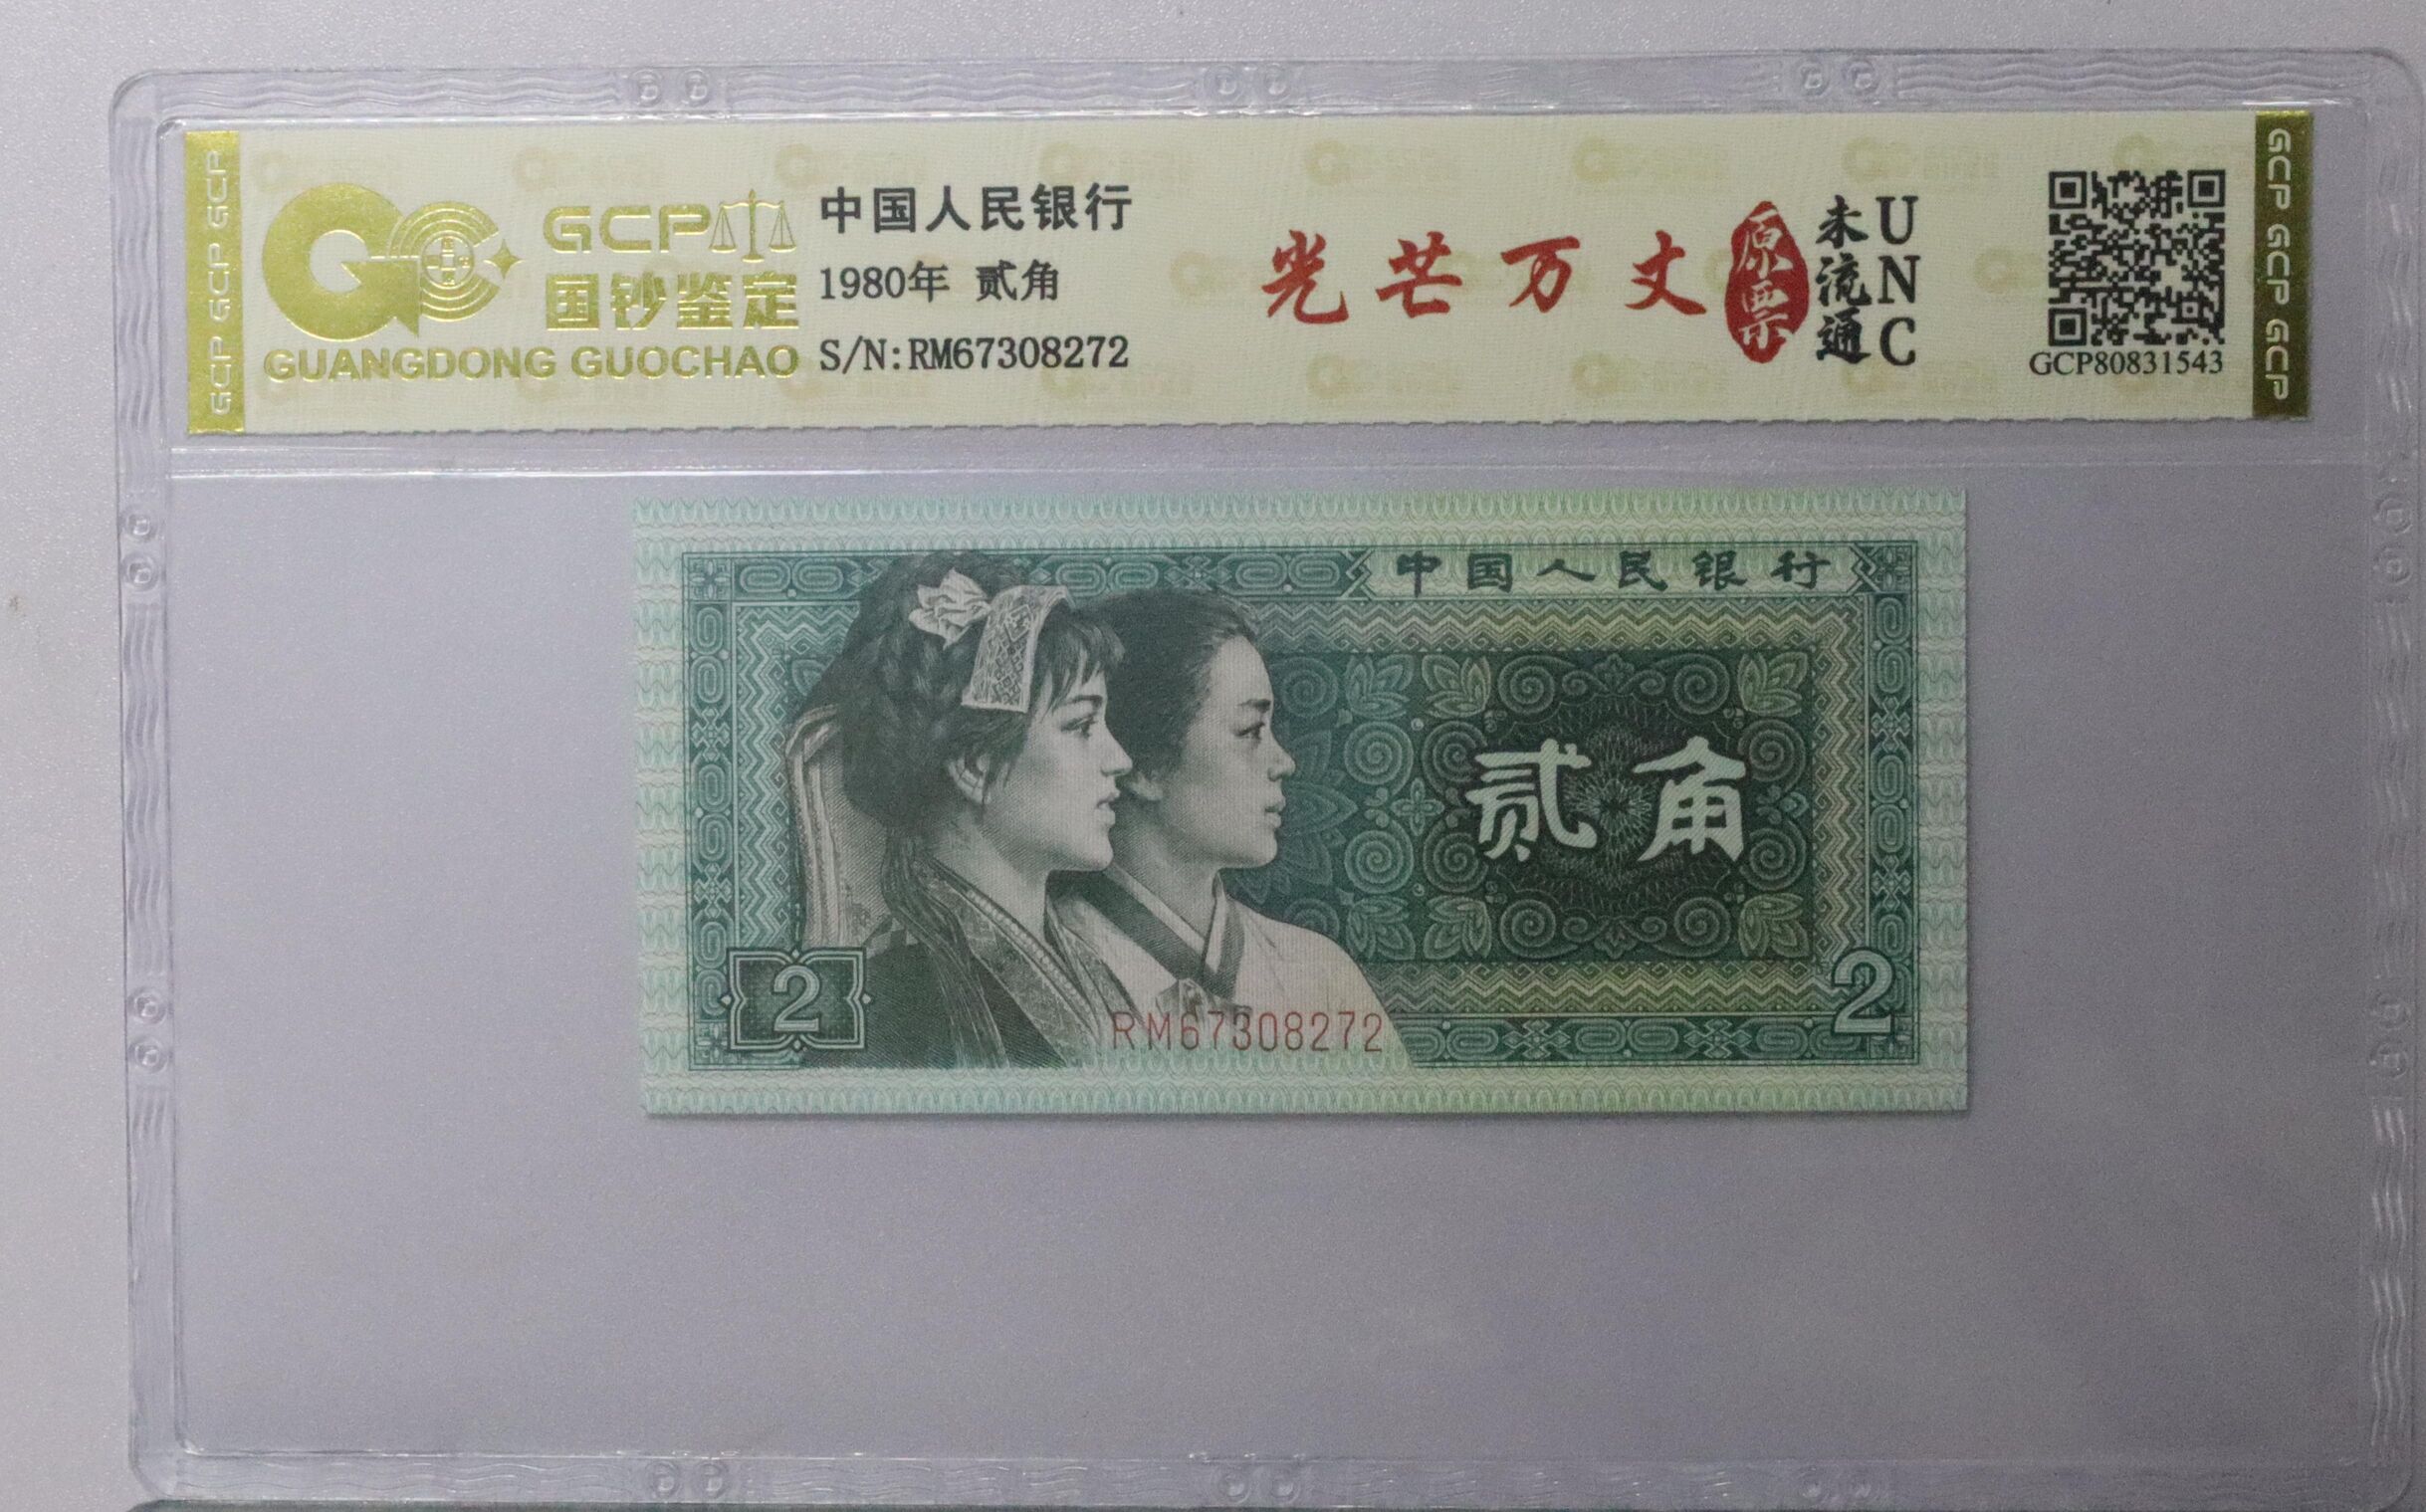 GCP GCP GCP
GCP
国钞鉴定
GUANGDONG GUOCHAO
中国人民银行
1980年 贰角
S/N:RM67308272
光芒万丈
原票
未流通
UNC
GCP80831543
GCP GCP GCP
中国人民银行
贰角
2
2
RM67308272